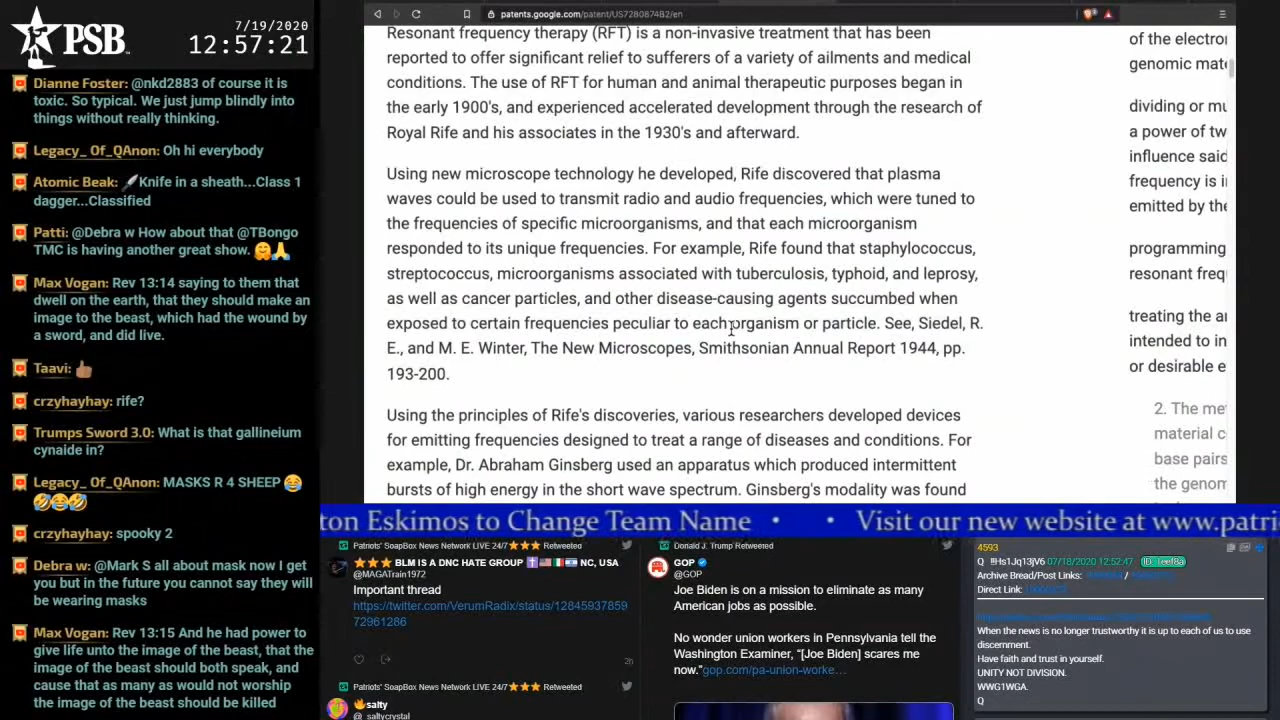 PSB
7/19/2020
12:57:21
Dianne Foster: @nkd2883 of course it is
toxic. So typical. We just jump blindly into
things without really thinking.
Legacy_ Of_QAnon: Oh hi everybody
Atomic Beak: 🗡Knife in a sheath...Class 1
dagger...Classified
Patti: @Debra w How about that @TBongo
TMC is having another great show. 🤗🙏
Max Vogan: Rev 13:14 saying to them that
dwell on the earth, that they should make an
image to the beast, which had the wound by
a sword, and did live.
Taavi: 👍🏽
crzyhayhay: rife?
Trumps Sword 3.0: What is that gallineium
cynaide in?
Legacy_ Of_QAnon: MASKS R 4 SHEEP 😂
🤣😂🤣
crzyhayhay: spooky 2
Debra w: @Mark S all about mask now I get
you but in the future you cannot say they will
be wearing masks
Max Vogan: Rev 13:15 And he had power to
give life unto the image of the beast, that
the image of the beast should both speak, and
cause that as many as would not worship
the image of the beast should be killed
patents.google.com/patent/US7280874B2/en
Resonant frequency therapy (RFT) is a non-invasive treatment that has been
reported to offer significant relief to sufferers of a variety of ailments and medical
conditions. The use of RFT for human and animal therapeutic purposes began in
the early 1900's, and experienced accelerated development through the research of
Royal Rife and his associates in the 1930's and afterward.
Using new microscope technology he developed, Rife discovered that plasma
waves could be used to transmit radio and audio frequencies, which were tuned to
the frequencies of specific microorganisms, and that each microorganism
responded to its unique frequencies. For example, Rife found that staphylococcus,
streptococcus, microorganisms associated with tuberculosis, typhoid, and leprosy,
as well as cancer particles, and other disease-causing agents succumbed when
exposed to certain frequencies peculiar to each organism or particle. See, Siedel, R.
E., and M. E. Winter, The New Microscopes, Smithsonian Annual Report 1944, pp.
193-200.
Using the principles of Rife's discoveries, various researchers developed devices
for emitting frequencies designed to treat a range of diseases and conditions. For
example, Dr. Abraham Ginsberg used an apparatus which produced intermittent
bursts of high energy in the short wave spectrum. Ginsberg's modality was found
of the electron
genomic mate
dividing or mu
a power of tw
influence said
frequency is in
emitted by the
programming
resonant freq
treating the an
intended to in
or desirable e
2. The met
material c
base pairs
the genom
ton Eskimos to Change Team Name • • Visit our new website at www.patri
Patriots' SoapBox News Network LIVE 24/7⭐⭐⭐ Retweeted
⭐⭐⭐ BLM IS A DNC HATE GROUP ✝🇺🇸🇮🇹🇮🇱 NC, USA
@MAGATrain1972
Important thread
https://twitter.com/VerumRadix/status/12845937859
72961286
2h
Patriots' SoapBox News Network LIVE 24/7⭐⭐⭐ Retweeted
🔥salty
@_saltycrystal
Donald J. Trump Retweeted
GOP
@GOP
Joe Biden is on a mission to eliminate as many
American jobs as possible.
No wonder union workers in Pennsylvania tell the
Washington Examiner, “[Joe Biden] scares me
now.”gop.com/pa-union-worke…
4593
Q !!Hs1Jq13jV6 07/18/2020 12:52:47
Archive Bread/Post Links: /
Direct Link:
When the news is no longer trustworthy it is up to each of us to use
discernment.
Have faith and trust in yourself.
UNITY NOT DIVISION.
WWG1WGA.
Q